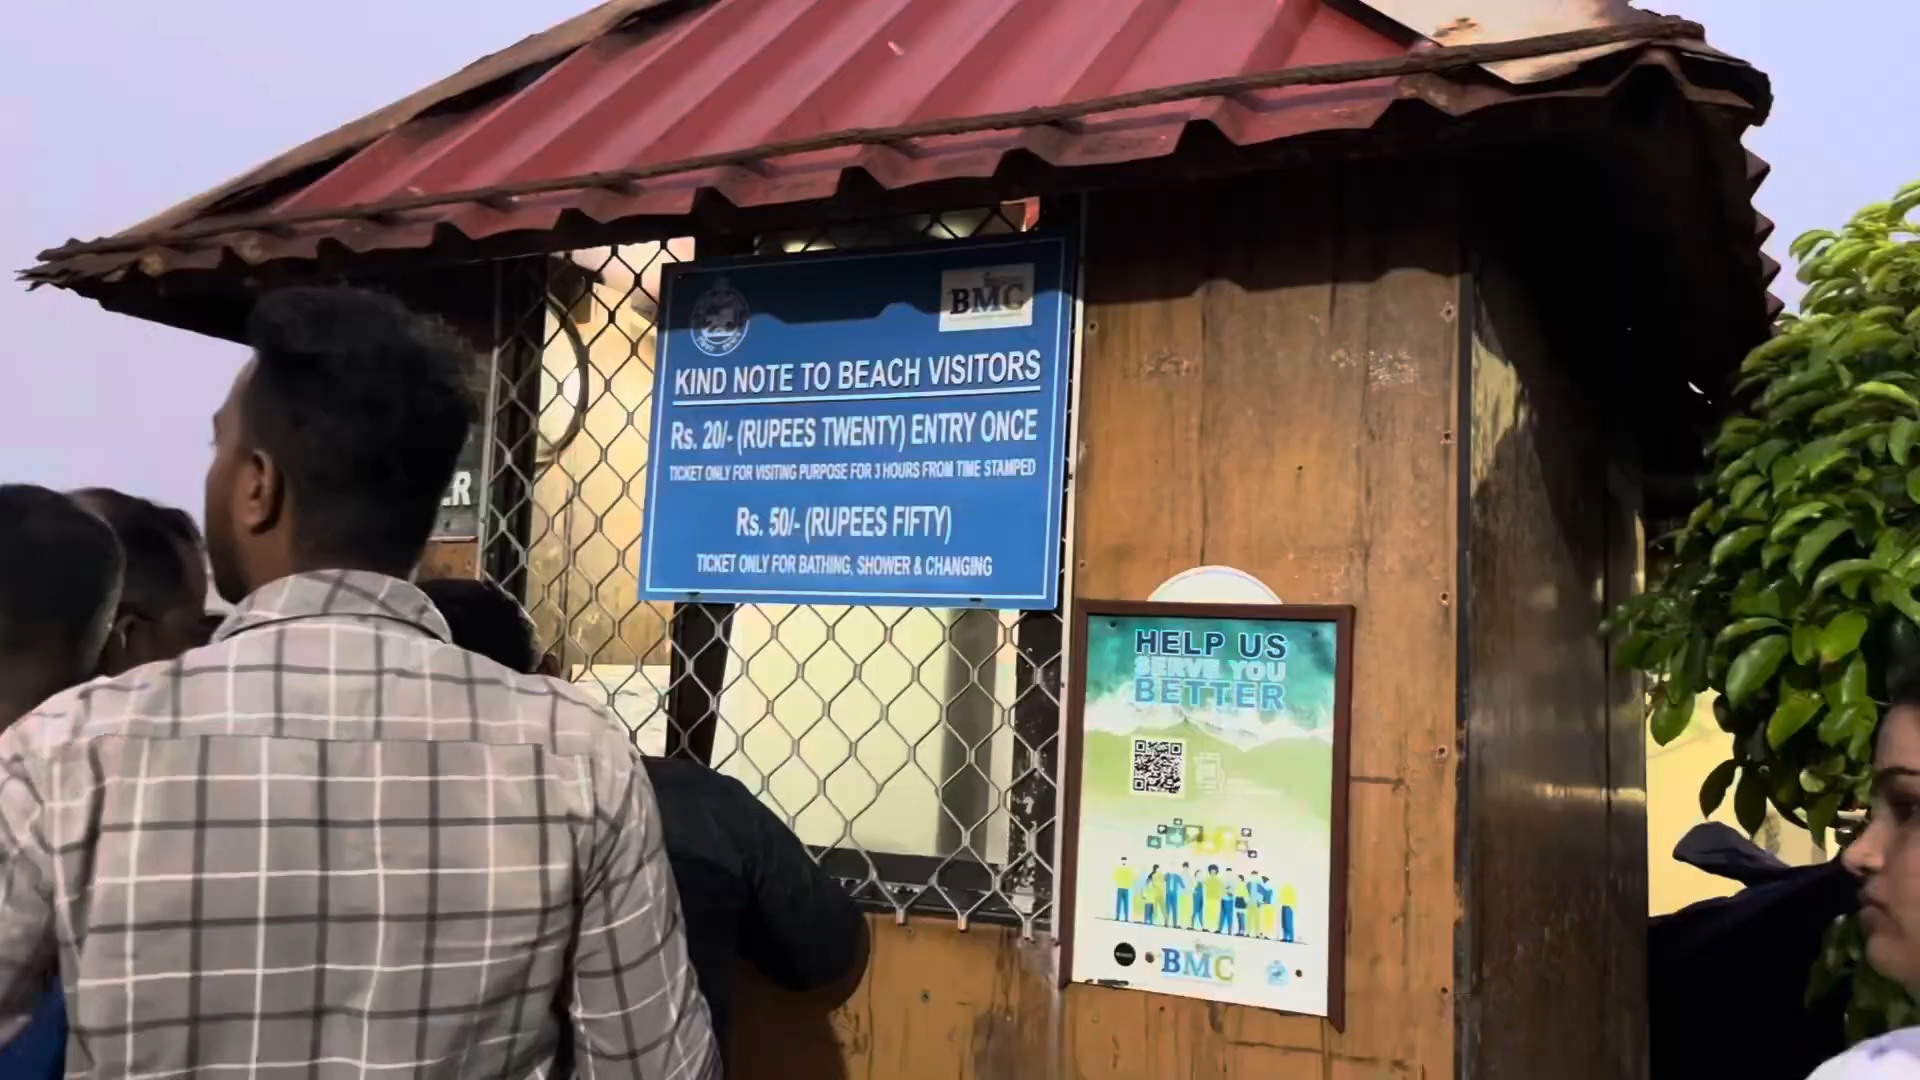 BMC
KIND NOTE TO BEACH VISITORS
Rs. 20/- (RUPEES TWENTY) ENTRY ONCE
TICKET ONLY FOR VISITING PURPOSE FOR 3 HOURS FROM TIME STAMPED
Rs. 50/- (RUPEES FIFTY)
TICKET ONLY FOR BATHING, SHOWER & CHANGING
ER
HELP US
SERVE YOU
BETTER
BMC